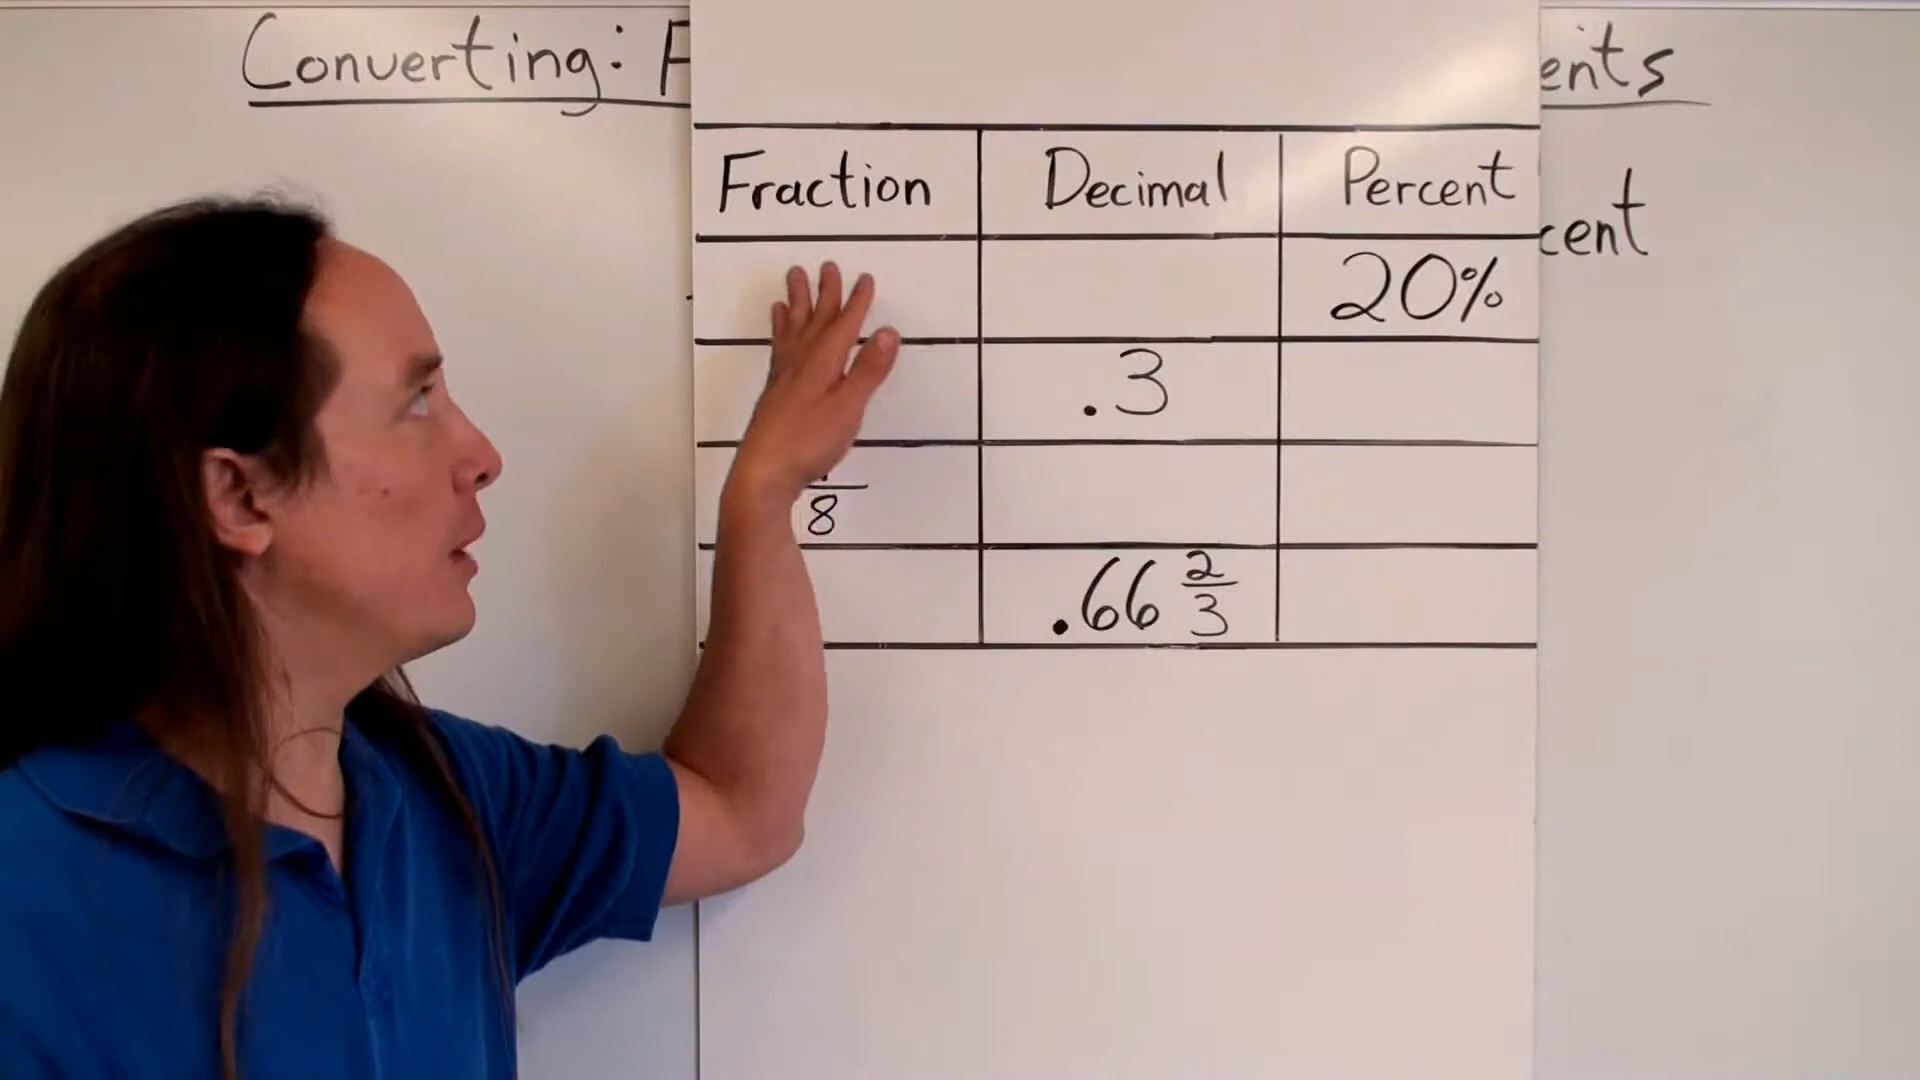 Converting: F
ents
cent
Fraction Decimal Percent
20%
.3
8
.66 2/3